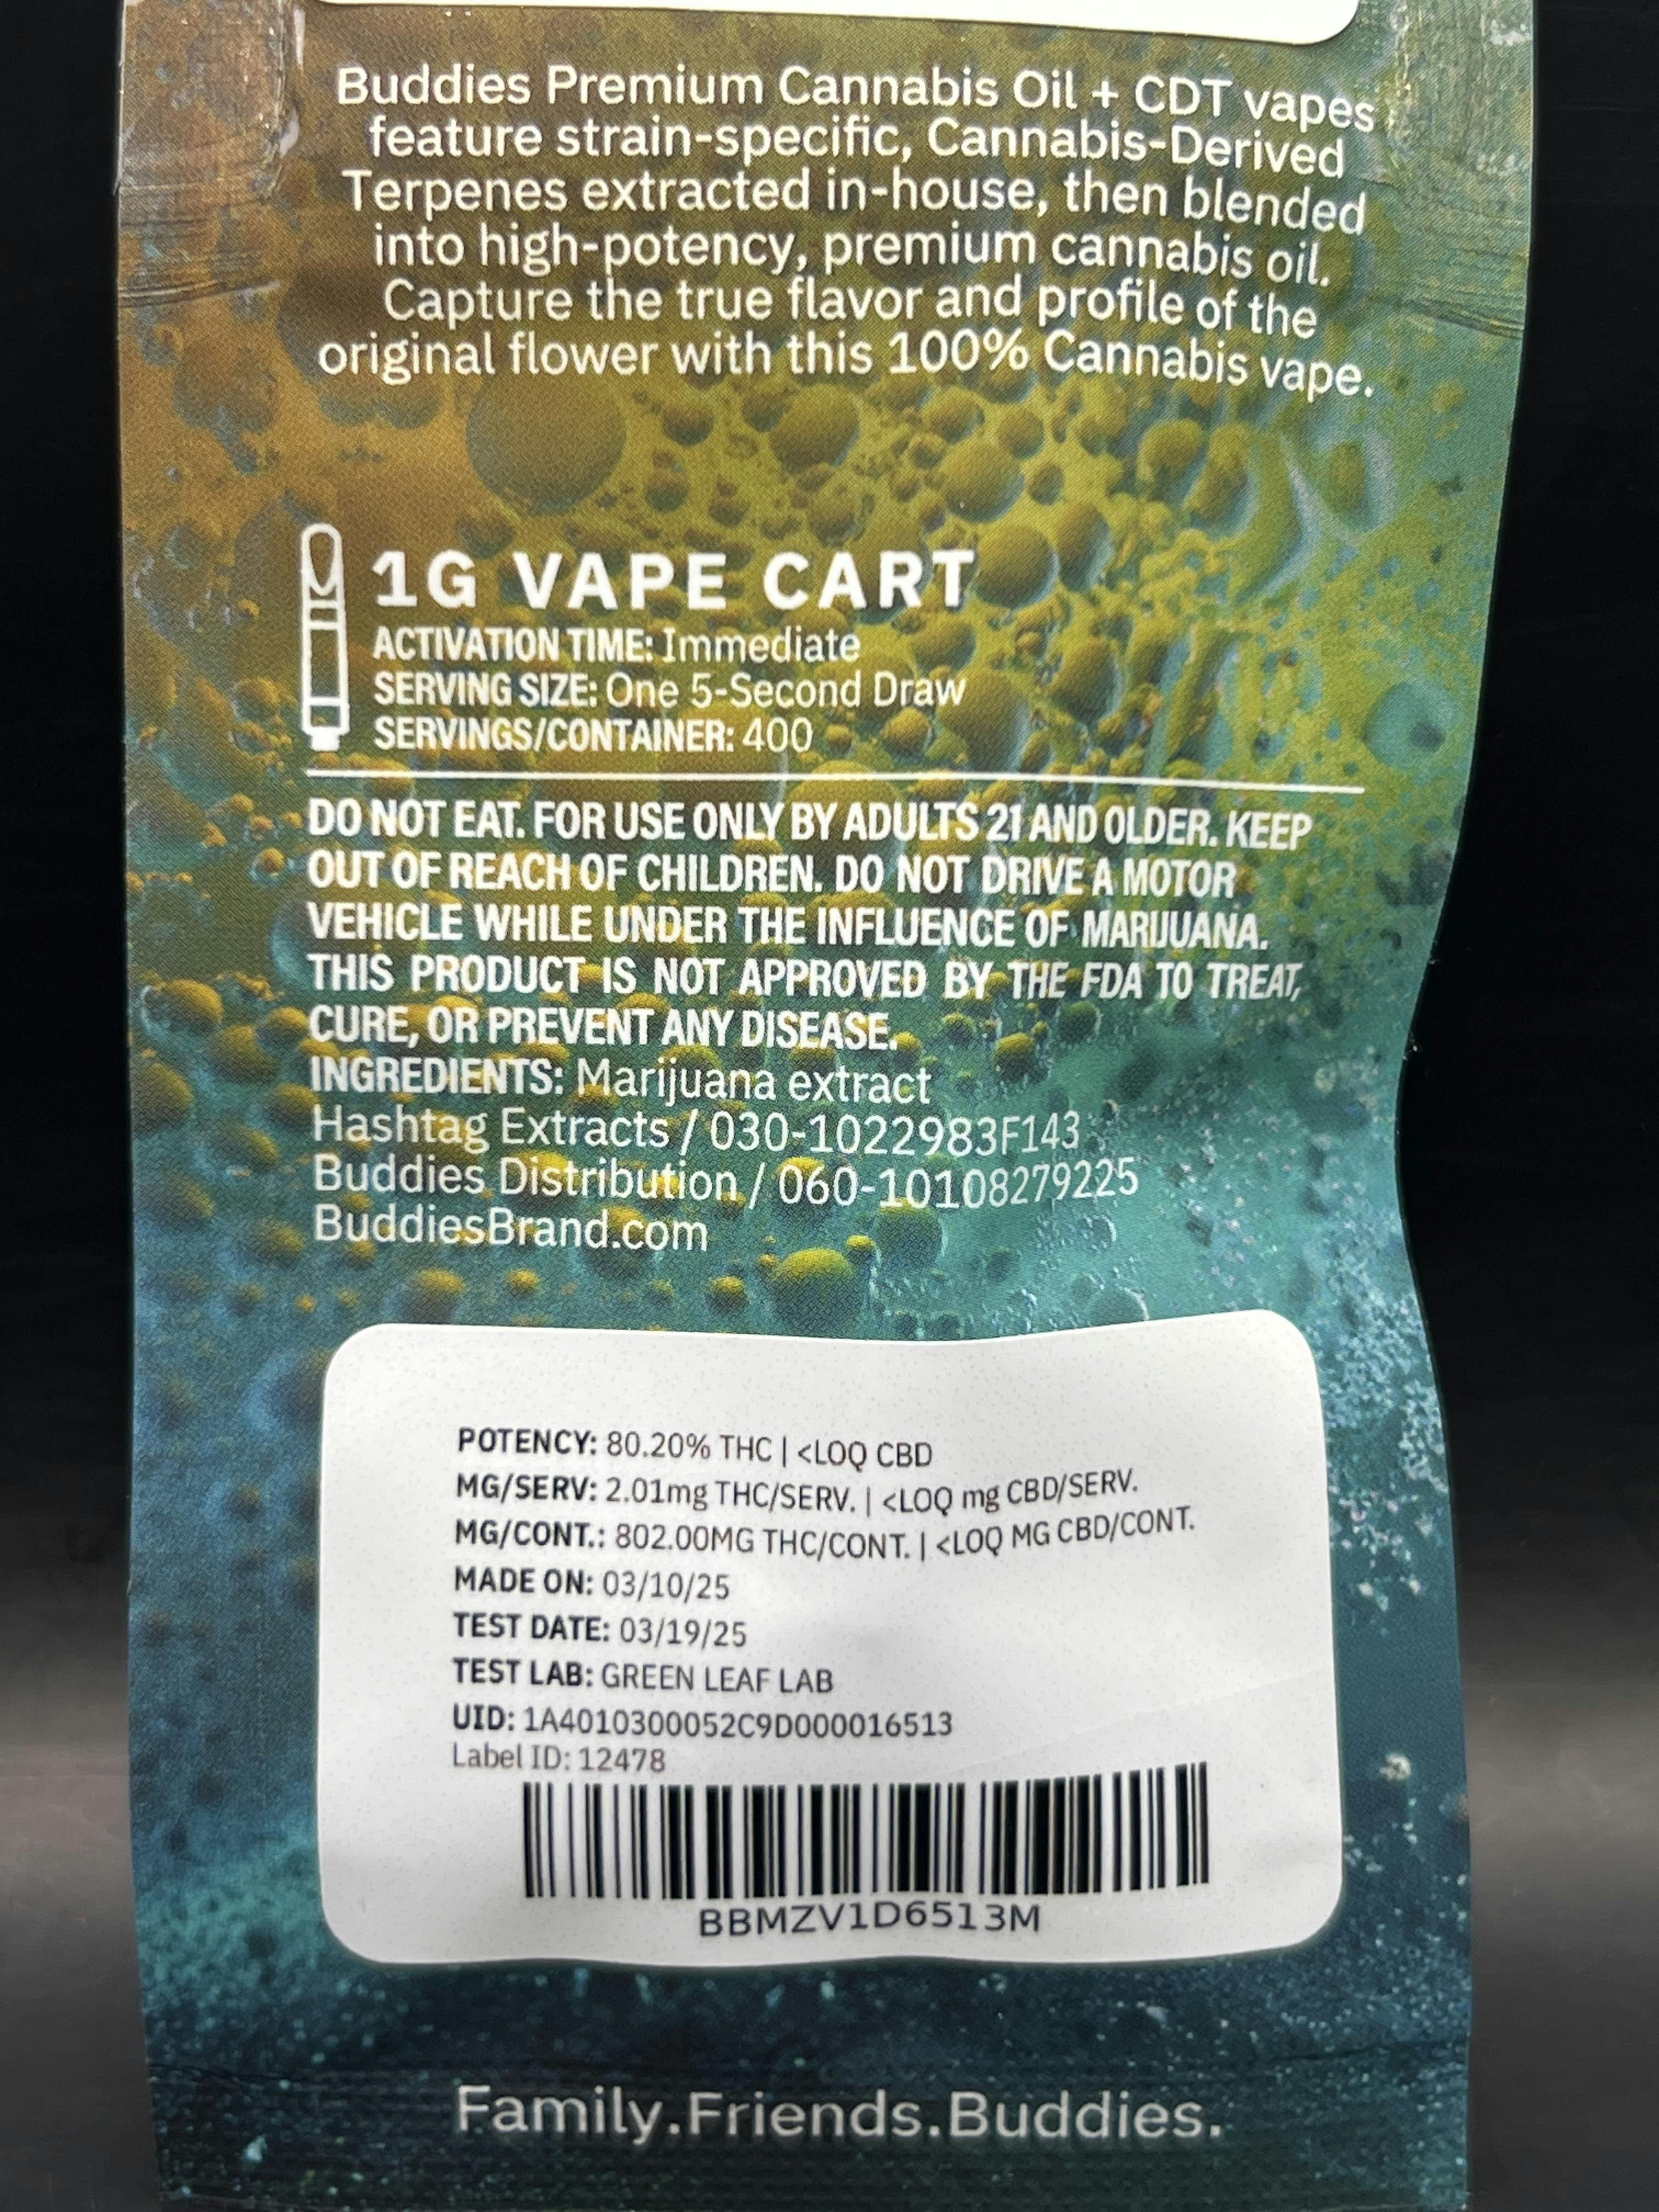 Buddies Premium Cannabis Oil + CDT vapes
feature strain-specific, Cannabis-Derived
Terpenes extracted in-house, then blended
into high-potency, premium cannabis oil.
Capture the true flavor and profile of the
original flower with this 100% Cannabis vape.
1G VAPE CART
ACTIVATION TIME: Immediate
SERVING SIZE: One 5-Second Draw
SERVINGS/CONTAINER: 400
DO NOT EAT. FOR USE ONLY BY ADULTS 21 AND OLDER. KEEP
OUT OF REACH OF CHILDREN. DO NOT DRIVE A MOTOR
VEHICLE WHILE UNDER THE INFLUENCE OF MARIJUANA.
THIS PRODUCT IS NOT APPROVED BY THE FDA TO TREAT,
CURE, OR PREVENT ANY DISEASE.
INGREDIENTS: Marijuana extract
Hashtag Extracts / 030-1022983F143
Buddies Distribution / 060-10108279225
BuddiesBrand.com
POTENCY: 80.20% THC | <LOQ CBD
MG/SERV: 2.01mg THC/SERV. | <LOQ mg CBD/SERV.
MG/CONT.: 802.00MG THC/CONT. | <LOQ MG CBD/CONT.
MADE ON: 03/10/25
TEST DATE: 03/19/25
TEST LAB: GREEN LEAF LAB
UID: 1A4010300052C9D000016513
Label ID: 12478
BBMZV1D6513M
Family.Friends.Buddies.